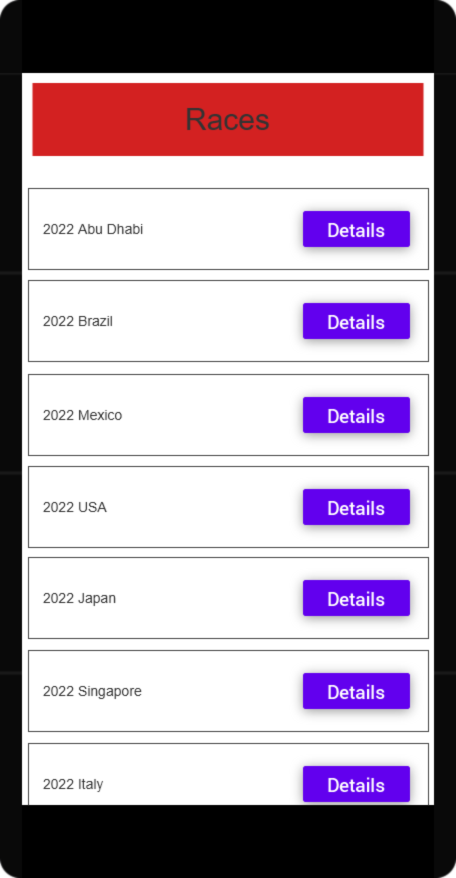 Races
2022 Abu Dhabi Details
2022 Brazil Details
2022 Mexico Details
2022 USA Details
2022 Japan Details
2022 Singapore Details
2022 Italy Details